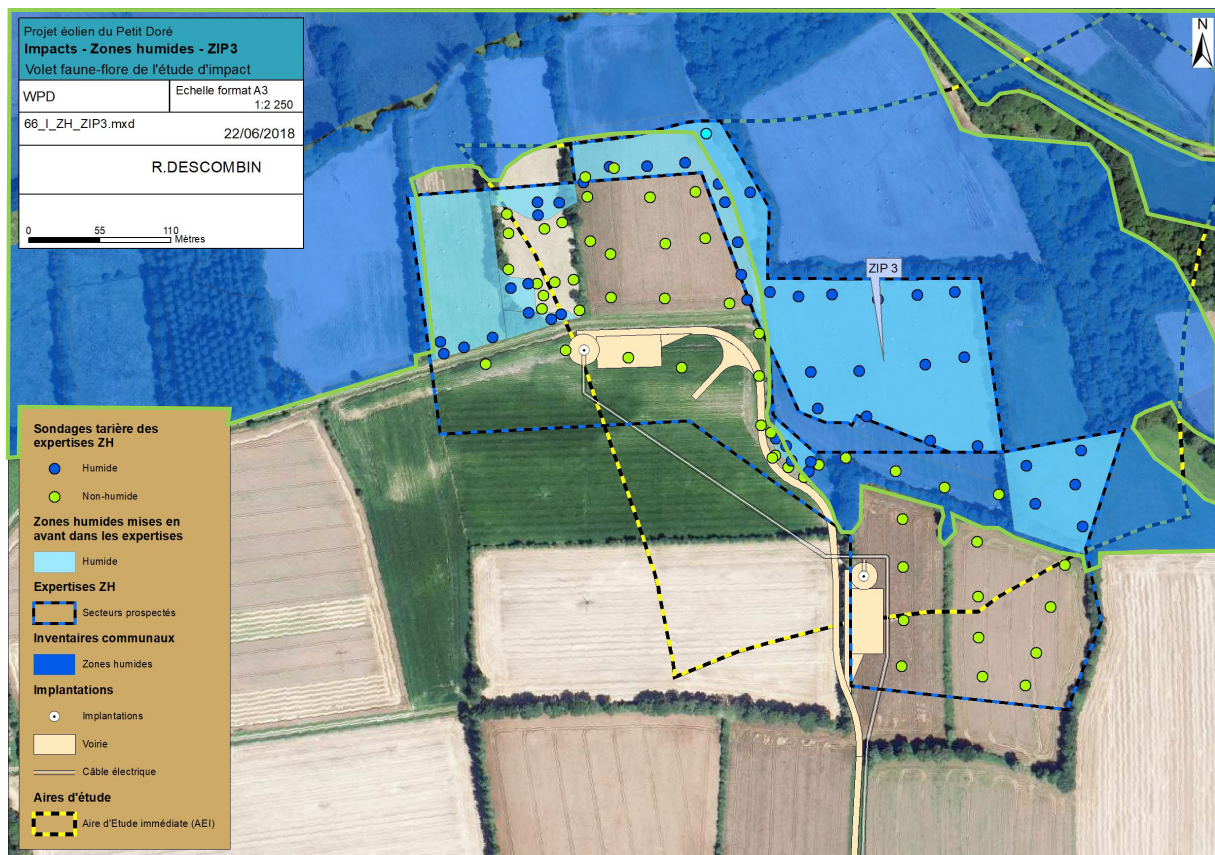 Projet éolien du Petit Doré
Impacts - Zones humides - ZIP3
Volet faune-flore de l'étude d'impact
WPD
Echelle format A3
1:2 250
66_I_ZH_ZIP3.mxd
22/06/2018
R.DESCOMBIN
0 55 110
Mètres
N
ZIP 3
Sondages tarière des
expertises ZH
Humide
Non-humide
Zones humides mises en
avant dans les expertises
Humide
Expertises ZH
Secteurs prospectés
Inventaires communaux
Zones humides
Implantations
Implantations
Voirie
Câble électrique
Aires d'étude
Aire d'Etude immédiate (AEI)